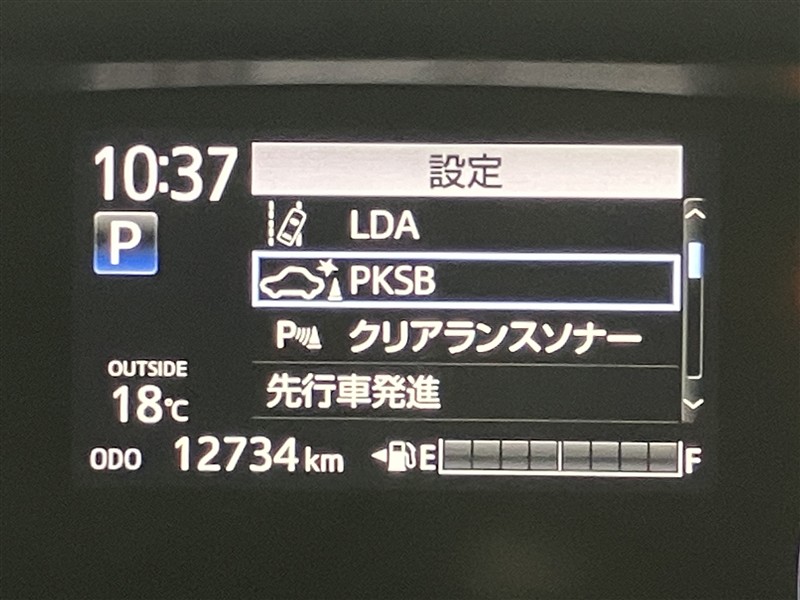 10:37
設定
LDA
P
PKSB
P クリアランスソナー
OUTSIDE
18℃
先行車発進
ODO 12734 km E F